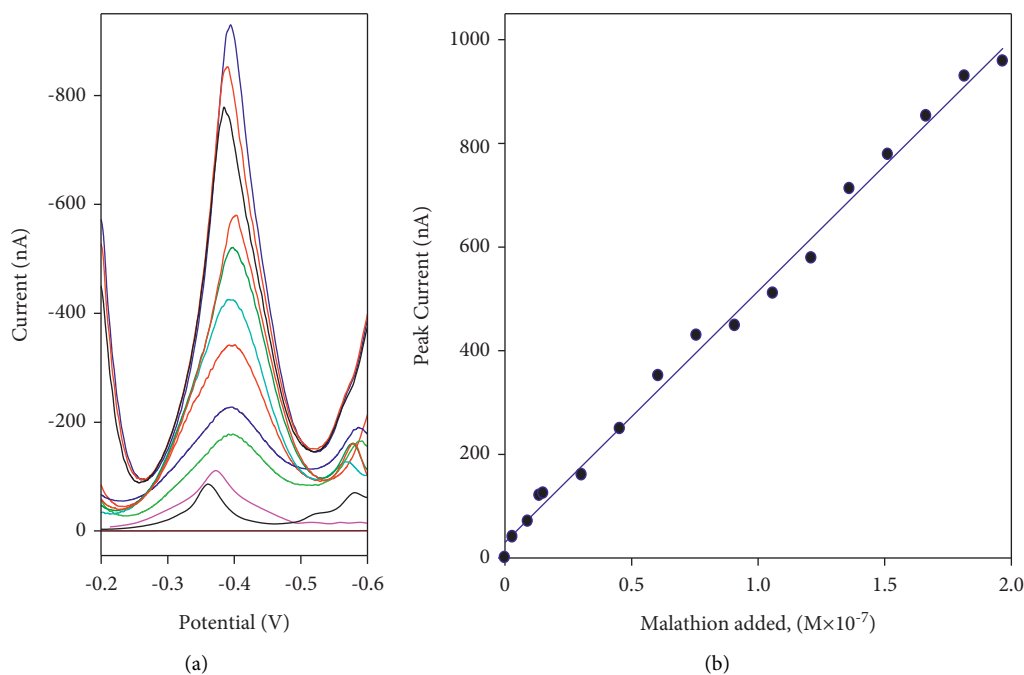 -800
-600
-400
-200
0
-0.2 -0.3 -0.4 -0.5 -0.6
Current (nA)
Potential (V)
(a)
1000
800
600
400
200
0
0 0.5 1.0 1.5 2.0
Peak Current (nA)
Malathion added, (M×10⁻⁷)
(b)